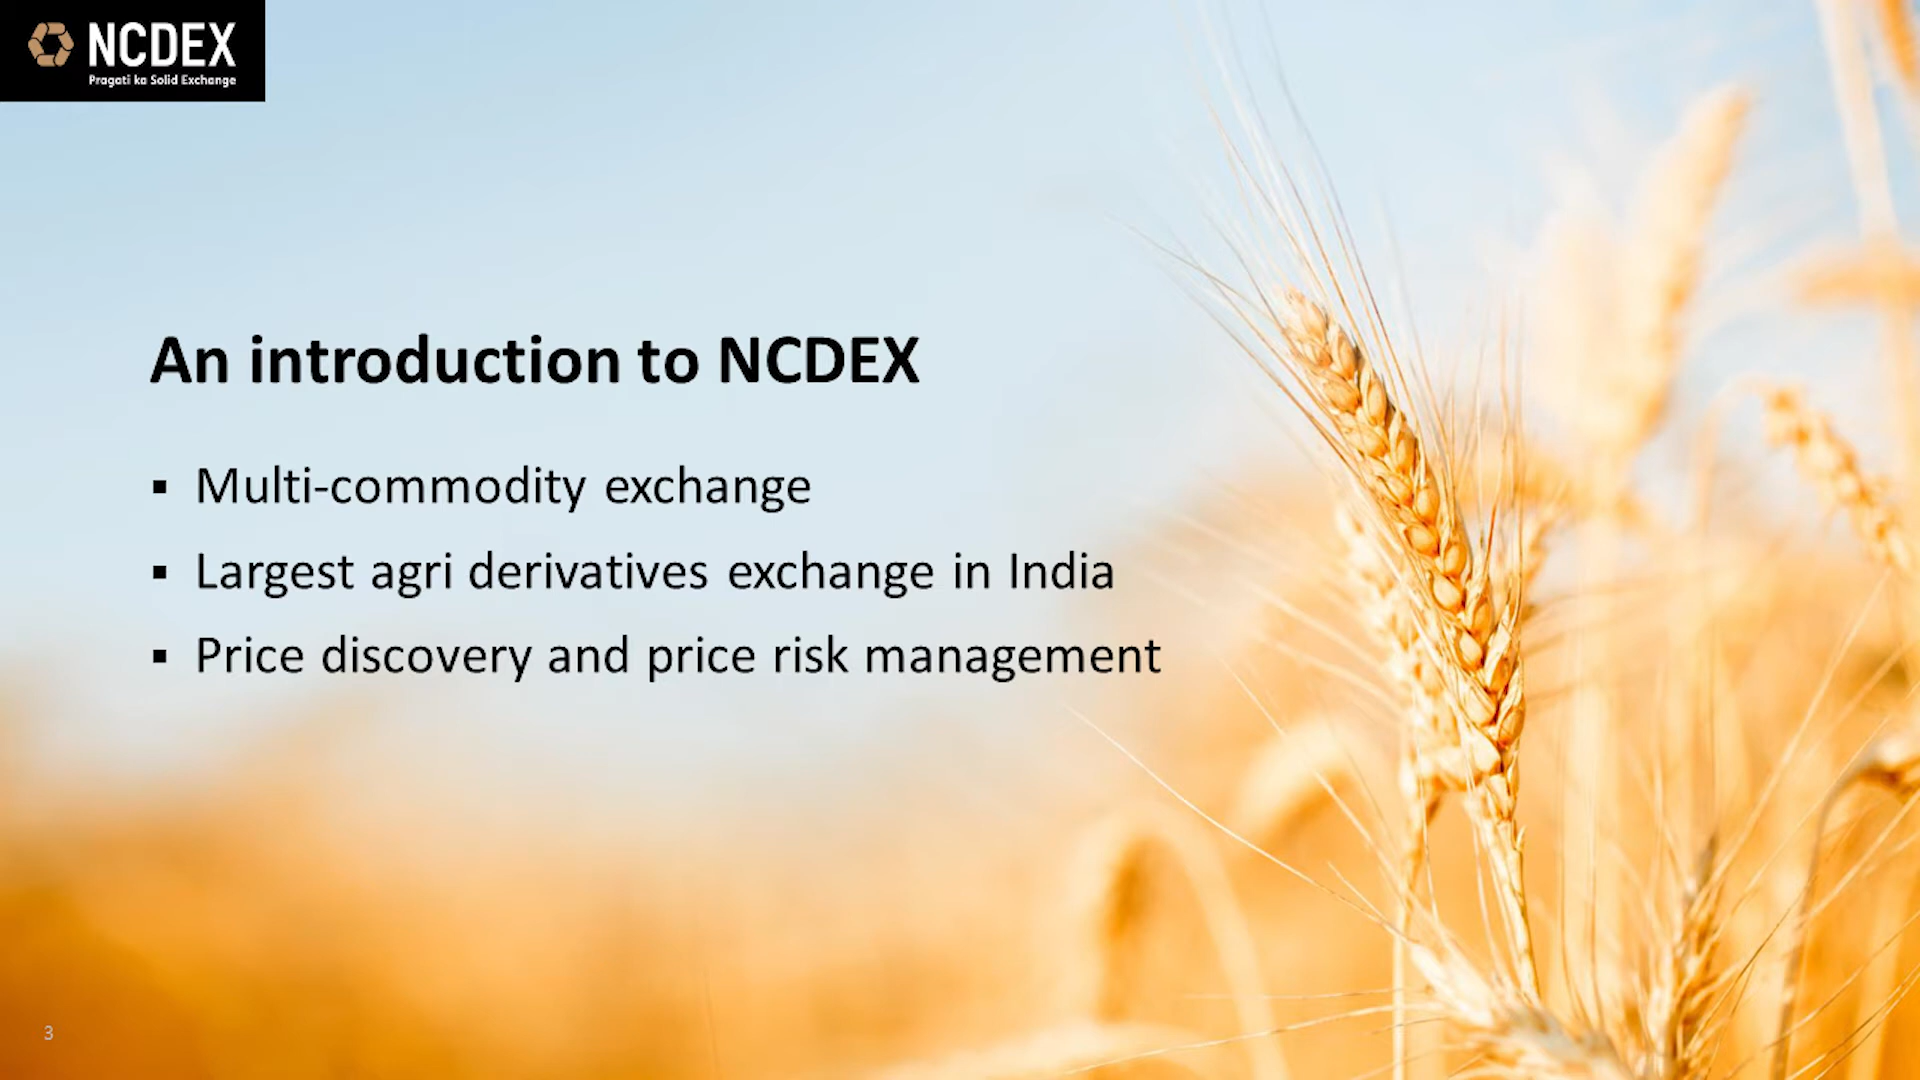 NCDEX
Pragati ka Solid Exchange
An introduction to NCDEX
▪ Multi-commodity exchange
▪ Largest agri derivatives exchange in India
▪ Price discovery and price risk management
3